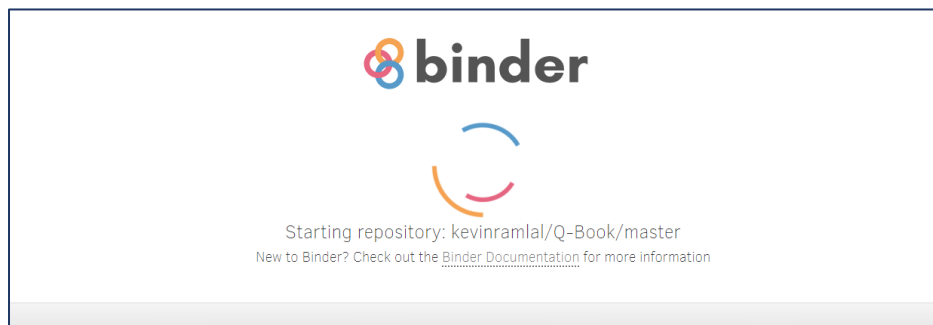 binder
Starting repository: kevinramlal/Q-Book/master
New to Binder? Check out the Binder Documentation for more information